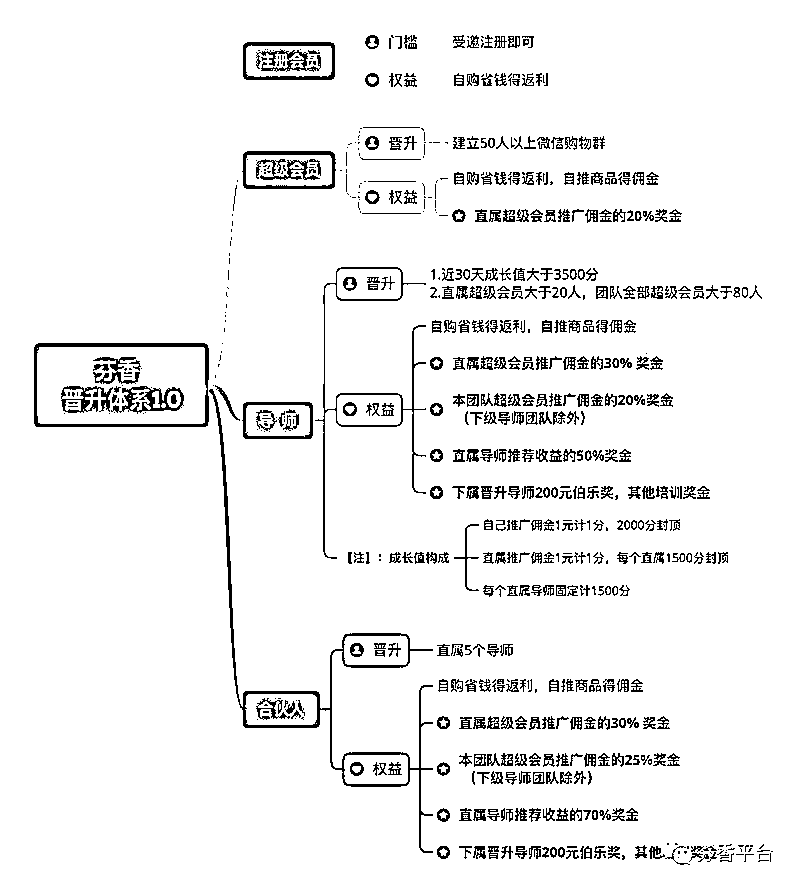 注册会员
门槛 受邀注册即可
权益 自购省钱得返利
超级会员
晋升 建立50人以上微信购物群
权益
自购省钱得返利，自推商品得佣金
直属超级会员推广佣金的20%奖金
芬香
晋升体系1.0
导师
晋升
1.近30天成长值大于3500分
2.直属超级会员大于20人，团队全部超级会员大于80人
权益
自购省钱得返利，自推商品得佣金
直属超级会员推广佣金的30% 奖金
本团队超级会员推广佣金的20%奖金
（下级导师团队除外）
直属导师推荐收益的50%奖金
下属晋升导师200元伯乐奖，其他培训奖金
【注】：成长值构成
自己推广佣金1元计1分，2000分封顶
直属推广佣金1元计1分，每个直属1500分封顶
每个直属导师固定计1500分
合伙人
晋升 直属5个导师
权益
自购省钱得返利，自推商品得佣金
直属超级会员推广佣金的30% 奖金
本团队超级会员推广佣金的25%奖金
（下级导师团队除外）
直属导师推荐收益的70%奖金
下属晋升导师200元伯乐奖，其他
芬香平台